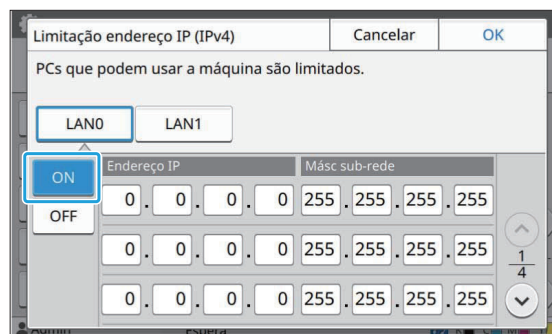 Limitação endereço IP (IPv4) Cancelar OK
PCs que podem usar a máquina são limitados.
LAN0 LAN1
ON Endereço IP Másc sub-rede
0 . 0 . 0 . 0 255 . 255 . 255 . 255
OFF
0 . 0 . 0 . 0 255 . 255 . 255 . 255
1
4
0 . 0 . 0 . 0 255 . 255 . 255 . 255
Admin Espera